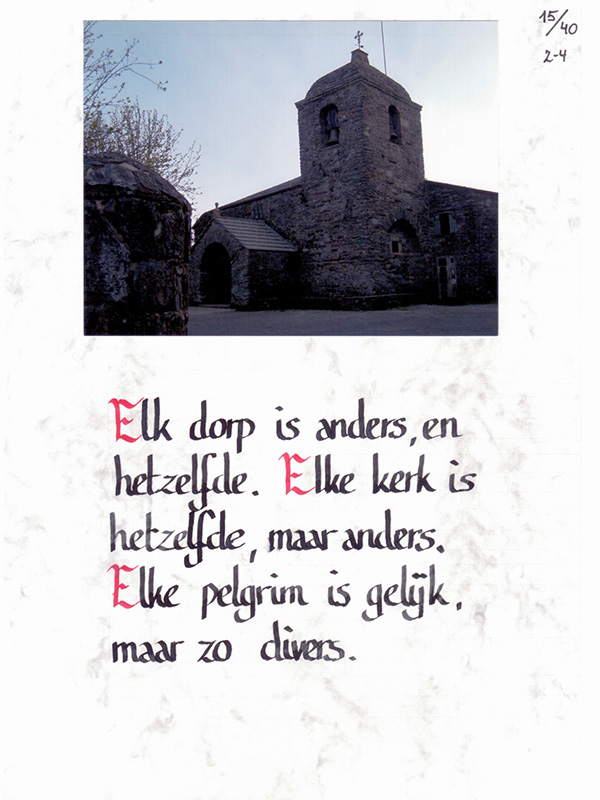 15/40
2-4
Elk dorp is anders, en
hetzelfde. Elke kerk is
hetzelfde, maar anders.
Elke pelgrim is gelijk,
maar zo divers.